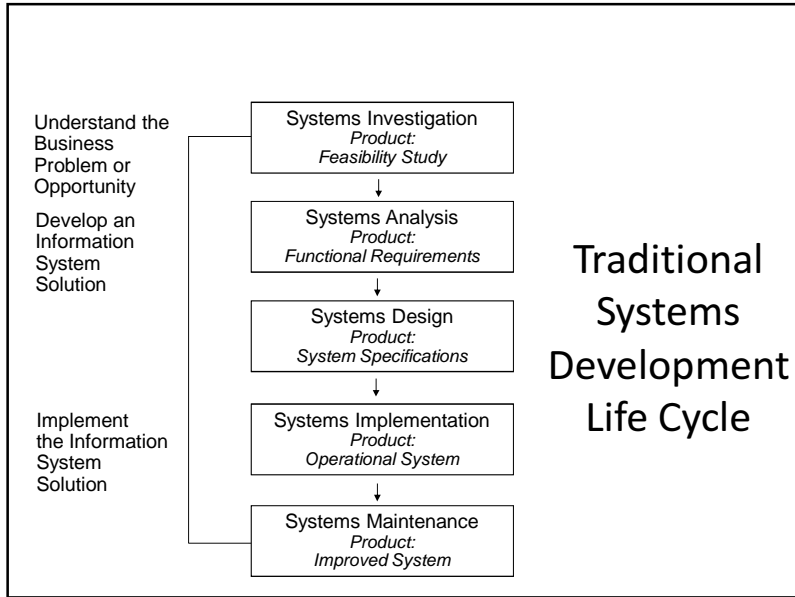 Understand the
Business
Problem or
Opportunity
Develop an
Information
System
Solution
Implement
the Information
System
Solution
Systems Investigation
Product:
Feasibility Study
Systems Analysis
Product:
Functional Requirements
Systems Design
Product:
System Specifications
Systems Implementation
Product:
Operational System
Systems Maintenance
Product:
Improved System
Traditional
Systems
Development
Life Cycle